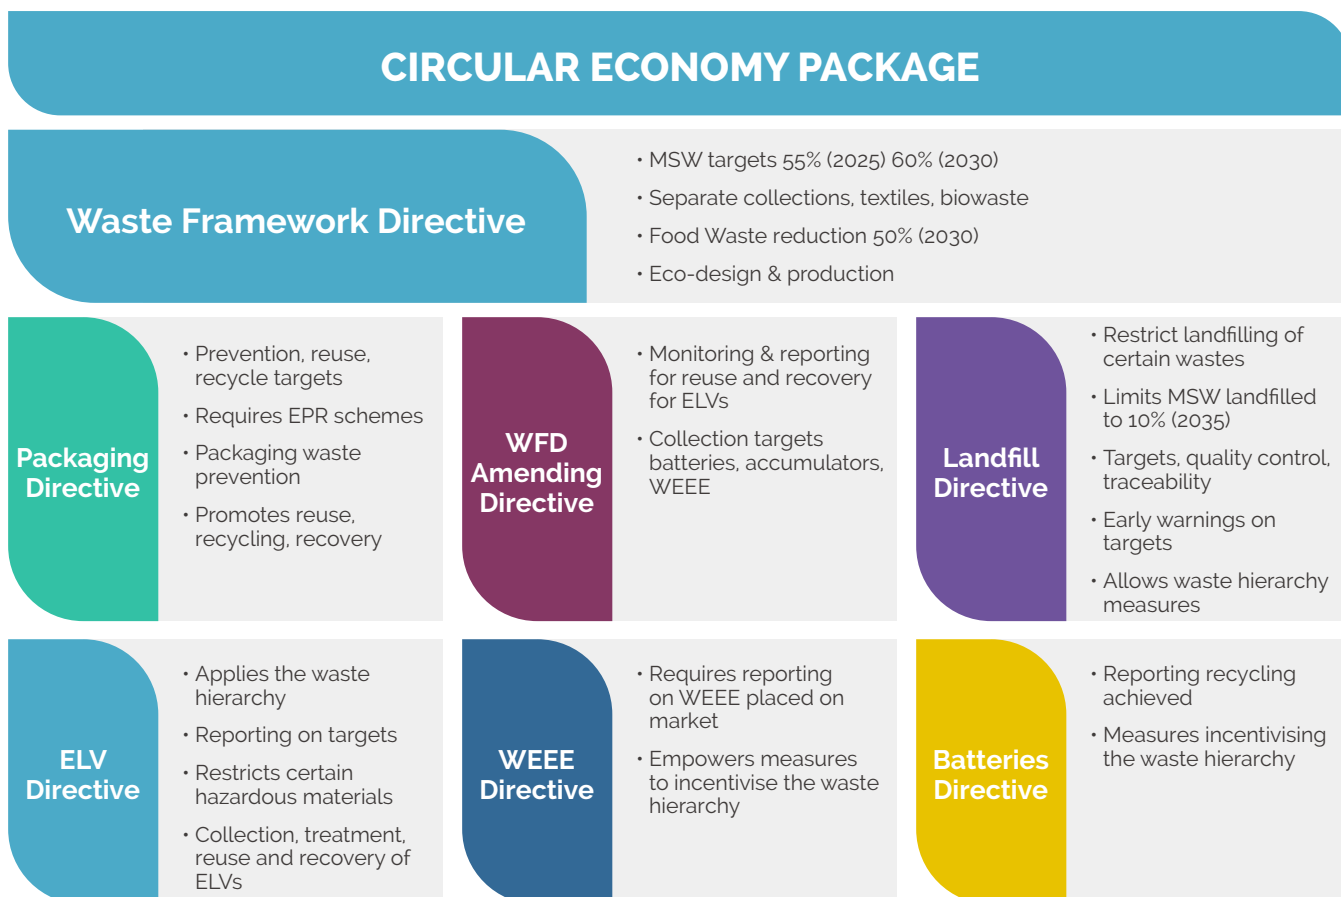 CIRCULAR ECONOMY PACKAGE
Waste Framework Directive
• MSW targets 55% (2025) 60% (2030)
• Separate collections, textiles, biowaste
• Food Waste reduction 50% (2030)
• Eco-design & production
Packaging
Directive
• Prevention, reuse,
recycle targets
• Requires EPR schemes
• Packaging waste
prevention
• Promotes reuse,
recycling, recovery
WFD
Amending
Directive
• Monitoring & reporting
for reuse and recovery
for ELVs
• Collection targets
batteries, accumulators,
WEEE
Landfill
Directive
• Restrict landfilling of
certain wastes
• Limits MSW landfilled
to 10% (2035)
• Targets, quality control,
traceability
• Early warnings on
targets
• Allows waste hierarchy
measures
ELV
Directive
• Applies the waste
hierarchy
• Reporting on targets
• Restricts certain
hazardous materials
• Collection, treatment,
reuse and recovery of
ELVs
WEEE
Directive
• Requires reporting
on WEEE placed on
market
• Empowers measures
to incentivise the waste
hierarchy
Batteries
Directive
• Reporting recycling
achieved
• Measures incentivising
the waste hierarchy